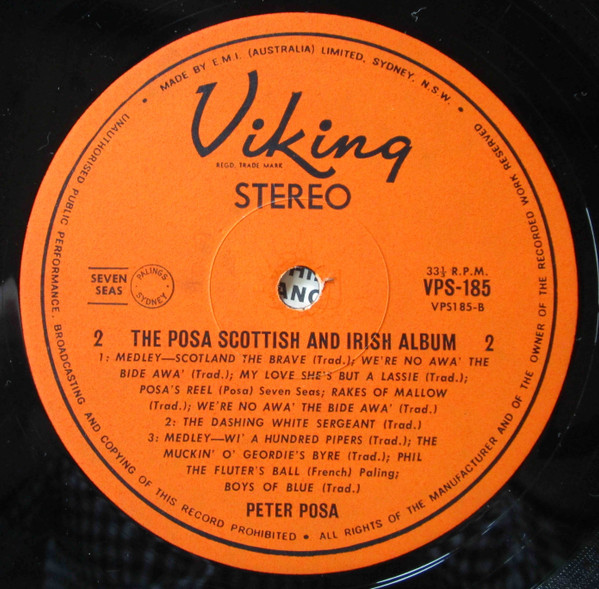 • MADE BY E.M.I. (AUSTRALIA) LIMITED, SYDNEY, N.S.W. •
UNAUTHORISED PUBLIC PERFORMANCE, BROADCASTING AND COPYING OF THIS RECORD PROHIBITED • ALL RIGHTS OF THE MANUFACTURER AND OF THE OWNER OF THE RECORDED WORK RESERVED
Viking
REGD. TRADE MARK
STEREO
SEVEN
SEAS
PALINGS
SYDNEY
33⅓ R.P.M.
VPS-185
VPS185-B
2 THE POSA SCOTTISH AND IRISH ALBUM 2
1: MEDLEY—SCOTLAND THE BRAVE (Trad.); WE'RE NO AWA' THE
BIDE AWA' (Trad.); MY LOVE SHE'S BUT A LASSIE (Trad.);
POSA'S REEL (Posa) Seven Seas; RAKES OF MALLOW
(Trad.); WE'RE NO AWA' THE BIDE AWA' (Trad.)
2: THE DASHING WHITE SERGEANT (Trad.)
3: MEDLEY—WI' A HUNDRED PIPERS (Trad.); THE
MUCKIN' O' GEORDIE'S BYRE (Trad.); PHIL
THE FLUTER'S BALL (French) Paling;
BOYS OF BLUE (Trad.)
PETER POSA